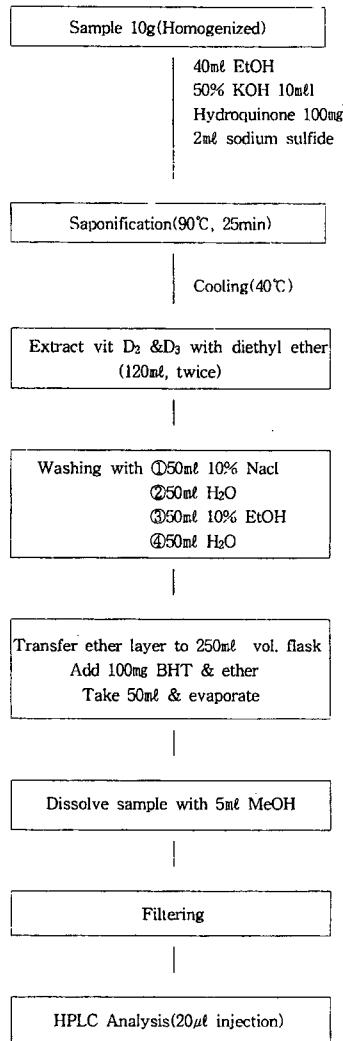 Sample 10g(Homogenized)
40mℓ EtOH
50% KOH 10mℓl
Hydroquinone 100mg
2mℓ sodium sulfide
Saponification(90℃, 25min)
Cooling(40℃)
Extract vit D₂ &D₃ with diethyl ether
(120mℓ, twice)
Washing with ①50mℓ 10% Nacl
②50mℓ H₂O
③50mℓ 10% EtOH
④50mℓ H₂O
Transfer ether layer to 250mℓ vol. flask
Add 100mg BHT & ether
Take 50mℓ & evaporate
Dissolve sample with 5mℓ MeOH
Filtering
HPLC Analysis(20μℓ injection)